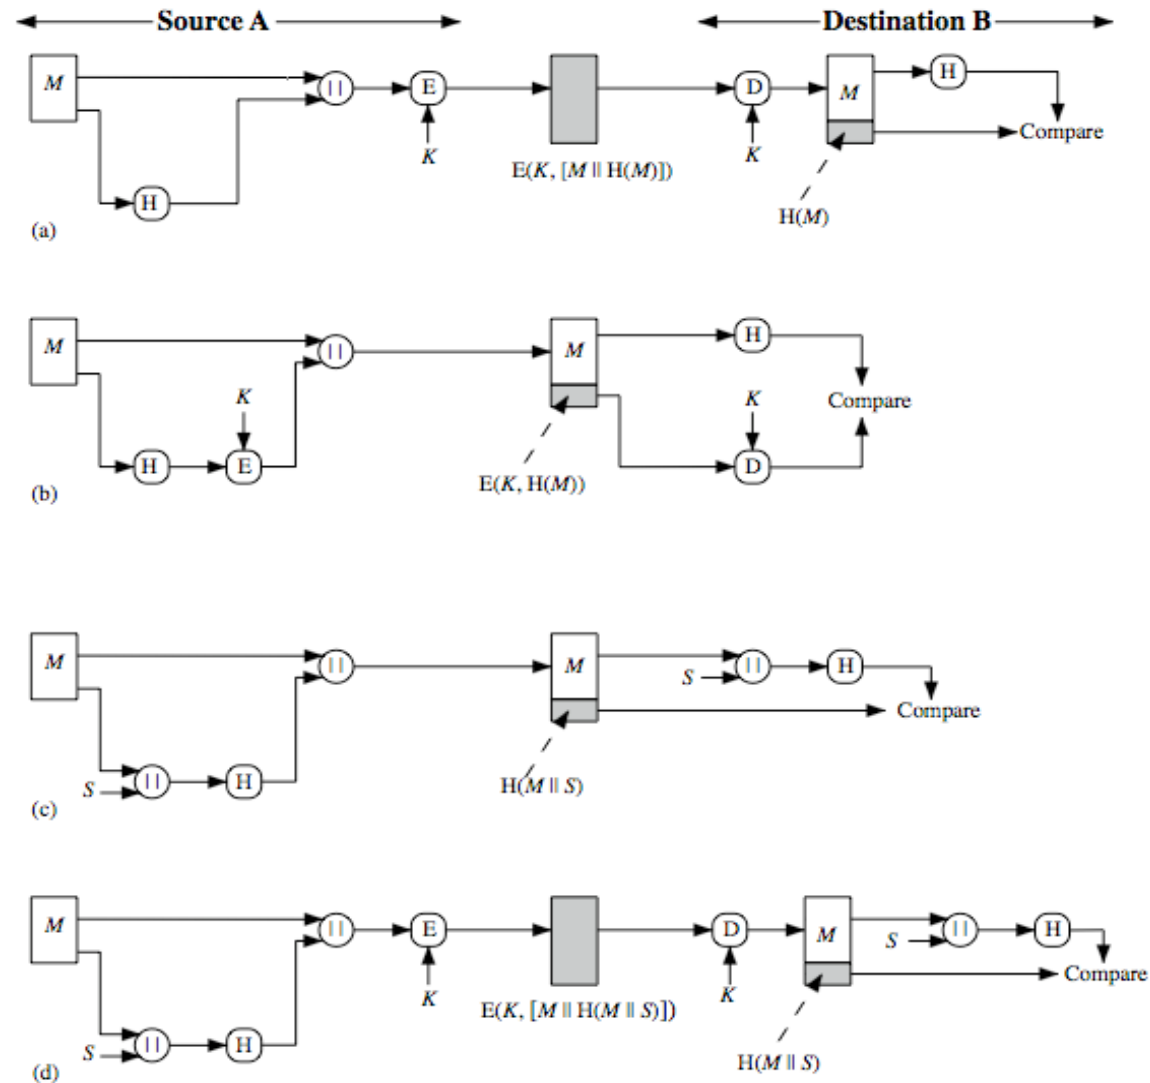 Source A Destination B
M || E D M H
K K Compare
E(K, [M || H(M)])
H
H(M)
(a)
M || M H
K K Compare
H E D
E(K, H(M))
(b)
M || M S || H
Compare
S || H
H(M || S)
(c)
M || E D M S || H
K K Compare
E(K, [M || H(M || S)])
S || H
H(M || S)
(d)